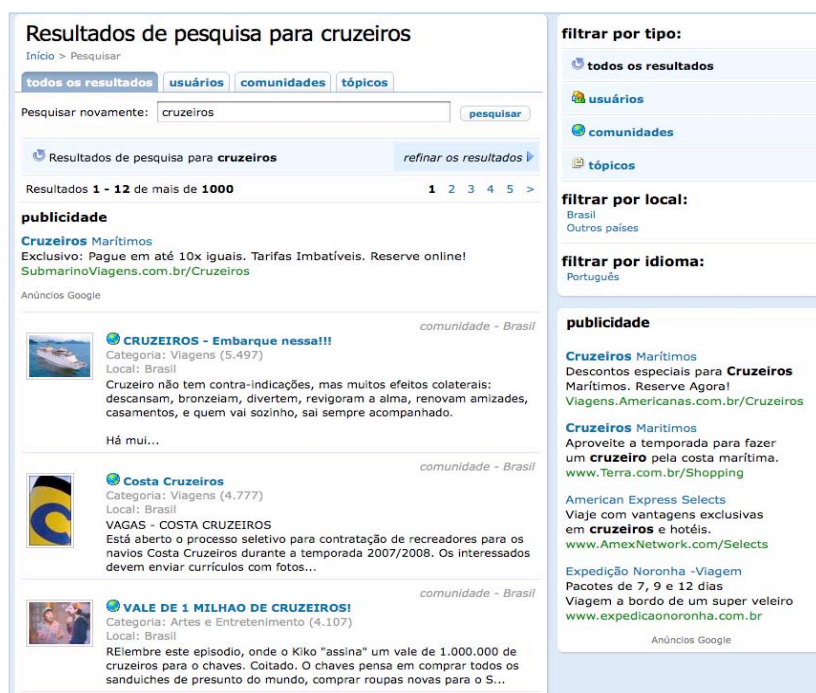 Resultados de pesquisa para cruzeiros
Início > Pesquisar
todos os resultados usuários comunidades tópicos
Pesquisar novamente: cruzeiros pesquisar
Resultados de pesquisa para cruzeiros refinar os resultados
Resultados 1 - 12 de mais de 1000 1 2 3 4 5 >
publicidade
Cruzeiros Marítimos
Exclusivo: Pague em até 10x iguais. Tarifas Imbatíveis. Reserve online!
SubmarinoViagens.com.br/Cruzeiros
Anúncios Google
comunidade - Brasil
CRUZEIROS - Embarque nessa!!!
Categoria: Viagens (5.497)
Local: Brasil
Cruzeiro não tem contra-indicações, mas muitos efeitos colaterais:
descansam, bronzeiam, divertem, revigoram a alma, renovam amizades,
casamentos, e quem vai sozinho, sai sempre acompanhado.
Há mui...
comunidade - Brasil
Costa Cruzeiros
Categoria: Viagens (4.777)
Local: Brasil
VAGAS - COSTA CRUZEIROS
Está aberto o processo seletivo para contratação de recreadores para os
navios Costa Cruzeiros durante a temporada 2007/2008. Os interessados
devem enviar currículos com fotos...
comunidade - Brasil
VALE DE 1 MILHAO DE CRUZEIROS!
Categoria: Artes e Entretenimento (4.107)
Local: Brasil
RElembre este episodio, onde o Kiko "assina" um vale de 1.000.000 de
cruzeiros para o chaves. Coitado. O chaves pensa em comprar todos os
sanduiches de presunto do mundo, comprar roupas novas para o S...
filtrar por tipo:
todos os resultados
usuários
comunidades
tópicos
filtrar por local:
Brasil
Outros países
filtrar por idioma:
Português
publicidade
Cruzeiros Marítimos
Descontos especiais para Cruzeiros
Marítimos. Reserve Agora!
Viagens.Americanas.com.br/Cruzeiros
Cruzeiros Maritimos
Aproveite a temporada para fazer
um cruzeiro pela costa marítima.
www.Terra.com.br/Shopping
American Express Selects
Viaje com vantagens exclusivas
em cruzeiros e hotéis.
www.AmexNetwork.com/Selects
Expedição Noronha -Viagem
Pacotes de 7, 9 e 12 dias
Viagem a bordo de um super veleiro
www.expedicaonoronha.com.br
Anúncios Google